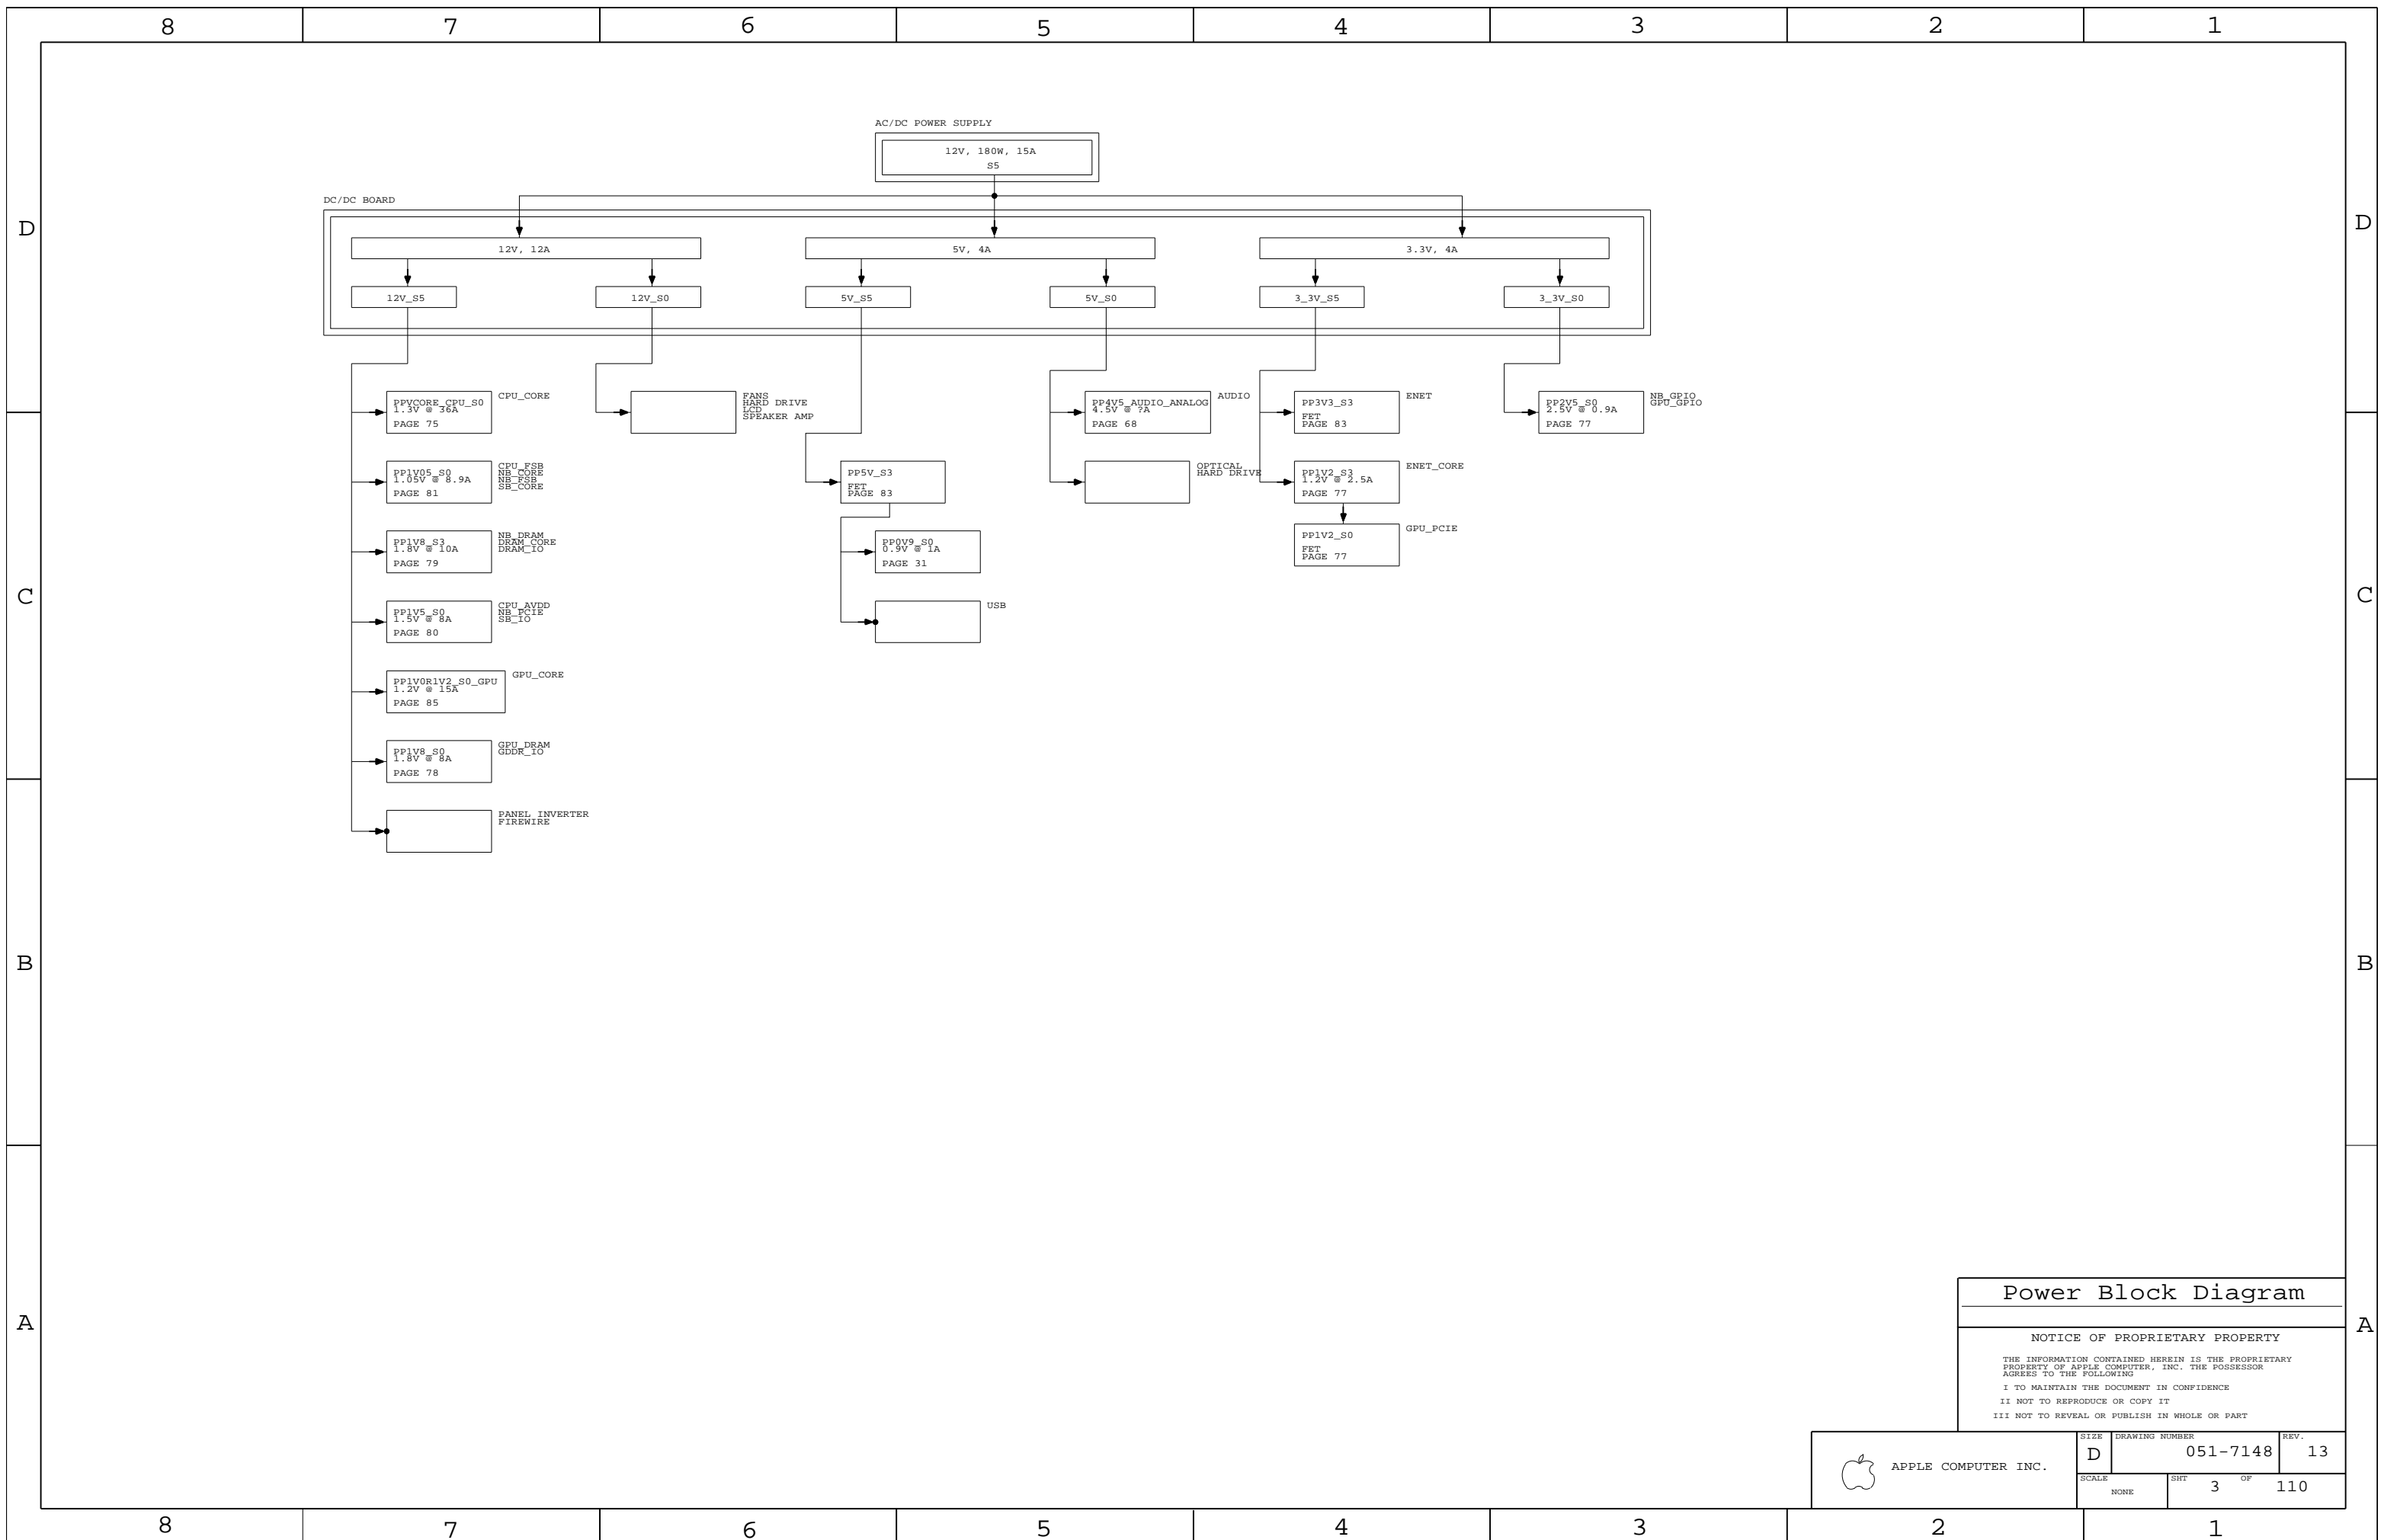 8 7 6 5 4 3 2 1
AC/DC POWER SUPPLY
12V, 180W, 15A
S5
DC/DC BOARD
D
D
12V, 12A
5V, 4A
3.3V, 4A
12V_S5
12V_S0
5V_S5
5V_S0
3_3V_S5
3_3V_S0
PPVCORE_CPU_S0
1.3V @ 36A
PAGE 75
CPU_CORE
FANS
HARD DRIVE
LCD
SPEAKER AMP
PP4V5_AUDIO_ANALOG
4.5V @ ?A
PAGE 68
AUDIO
PP3V3_S3
FET
PAGE 83
ENET
PP2V5_S0
2.5V @ 0.9A
PAGE 77
NB_GPIO
GPU_GPIO
PP1V05_S0
1.05V @ 8.9A
PAGE 81
CPU_FSB
NB_CORE
NB_FSB
SB_CORE
PP5V_S3
FET
PAGE 83
OPTICAL
HARD DRIVE
PP1V2_S3
1.2V @ 2.5A
PAGE 77
ENET_CORE
PP1V8_S3
1.8V @ 10A
PAGE 79
NB_DRAM
DRAM_CORE
DRAM_IO
PP0V9_S0
0.9V @ 1A
PAGE 31
PP1V2_S0
FET
PAGE 77
GPU_PCIE
C
C
PP1V5_S0
1.5V @ 8A
PAGE 80
CPU_AVDD
NB_PCIE
SB_IO
USB
PP1V0R1V2_S0_GPU
1.2V @ 15A
PAGE 85
GPU_CORE
PP1V8_S0
1.8V @ 8A
PAGE 78
GPU_DRAM
GDDR_IO
PANEL INVERTER
FIREWIRE
B
B
A
A
Power Block Diagram
NOTICE OF PROPRIETARY PROPERTY
THE INFORMATION CONTAINED HEREIN IS THE PROPRIETARY
PROPERTY OF APPLE COMPUTER, INC. THE POSSESSOR
AGREES TO THE FOLLOWING
I TO MAINTAIN THE DOCUMENT IN CONFIDENCE
II NOT TO REPRODUCE OR COPY IT
III NOT TO REVEAL OR PUBLISH IN WHOLE OR PART
APPLE COMPUTER INC.
SIZE
D
DRAWING NUMBER
051-7148
REV.
13
SCALE
NONE
SHT
3
OF
110
8 7 6 5 4 3 2 1